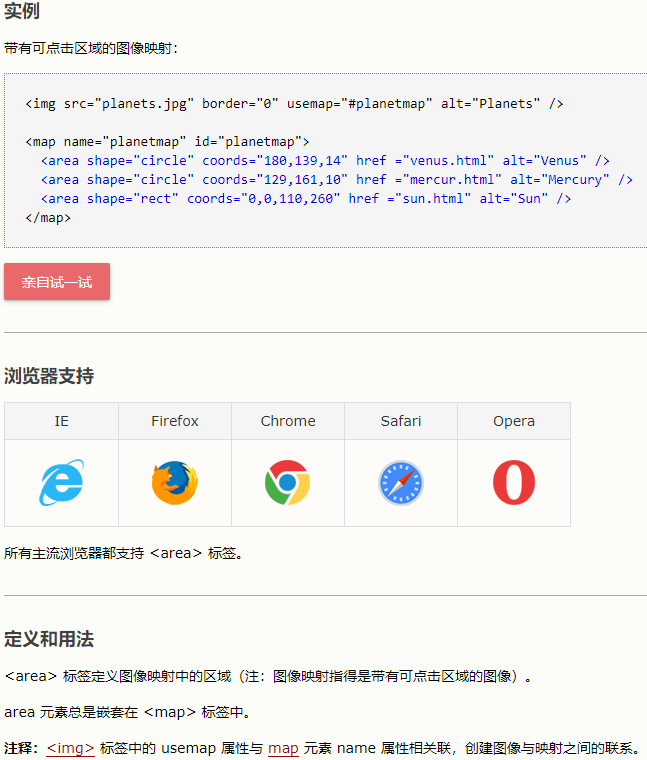 实例
带有可点击区域的图像映射：
<img src="planets.jpg" border="0" usemap="#planetmap" alt="Planets" />
<map name="planetmap" id="planetmap">
<area shape="circle" coords="180,139,14" href ="venus.html" alt="Venus" />
<area shape="circle" coords="129,161,10" href ="mercur.html" alt="Mercury" />
<area shape="rect" coords="0,0,110,260" href ="sun.html" alt="Sun" />
</map>
亲自试一试
浏览器支持
IE Firefox Chrome Safari Opera
所有主流浏览器都支持 <area> 标签。
定义和用法
<area> 标签定义图像映射中的区域（注：图像映射指得是带有可点击区域的图像）。
area 元素总是嵌套在 <map> 标签中。
注释：<img> 标签中的 usemap 属性与 map 元素 name 属性相关联，创建图像与映射之间的联系。